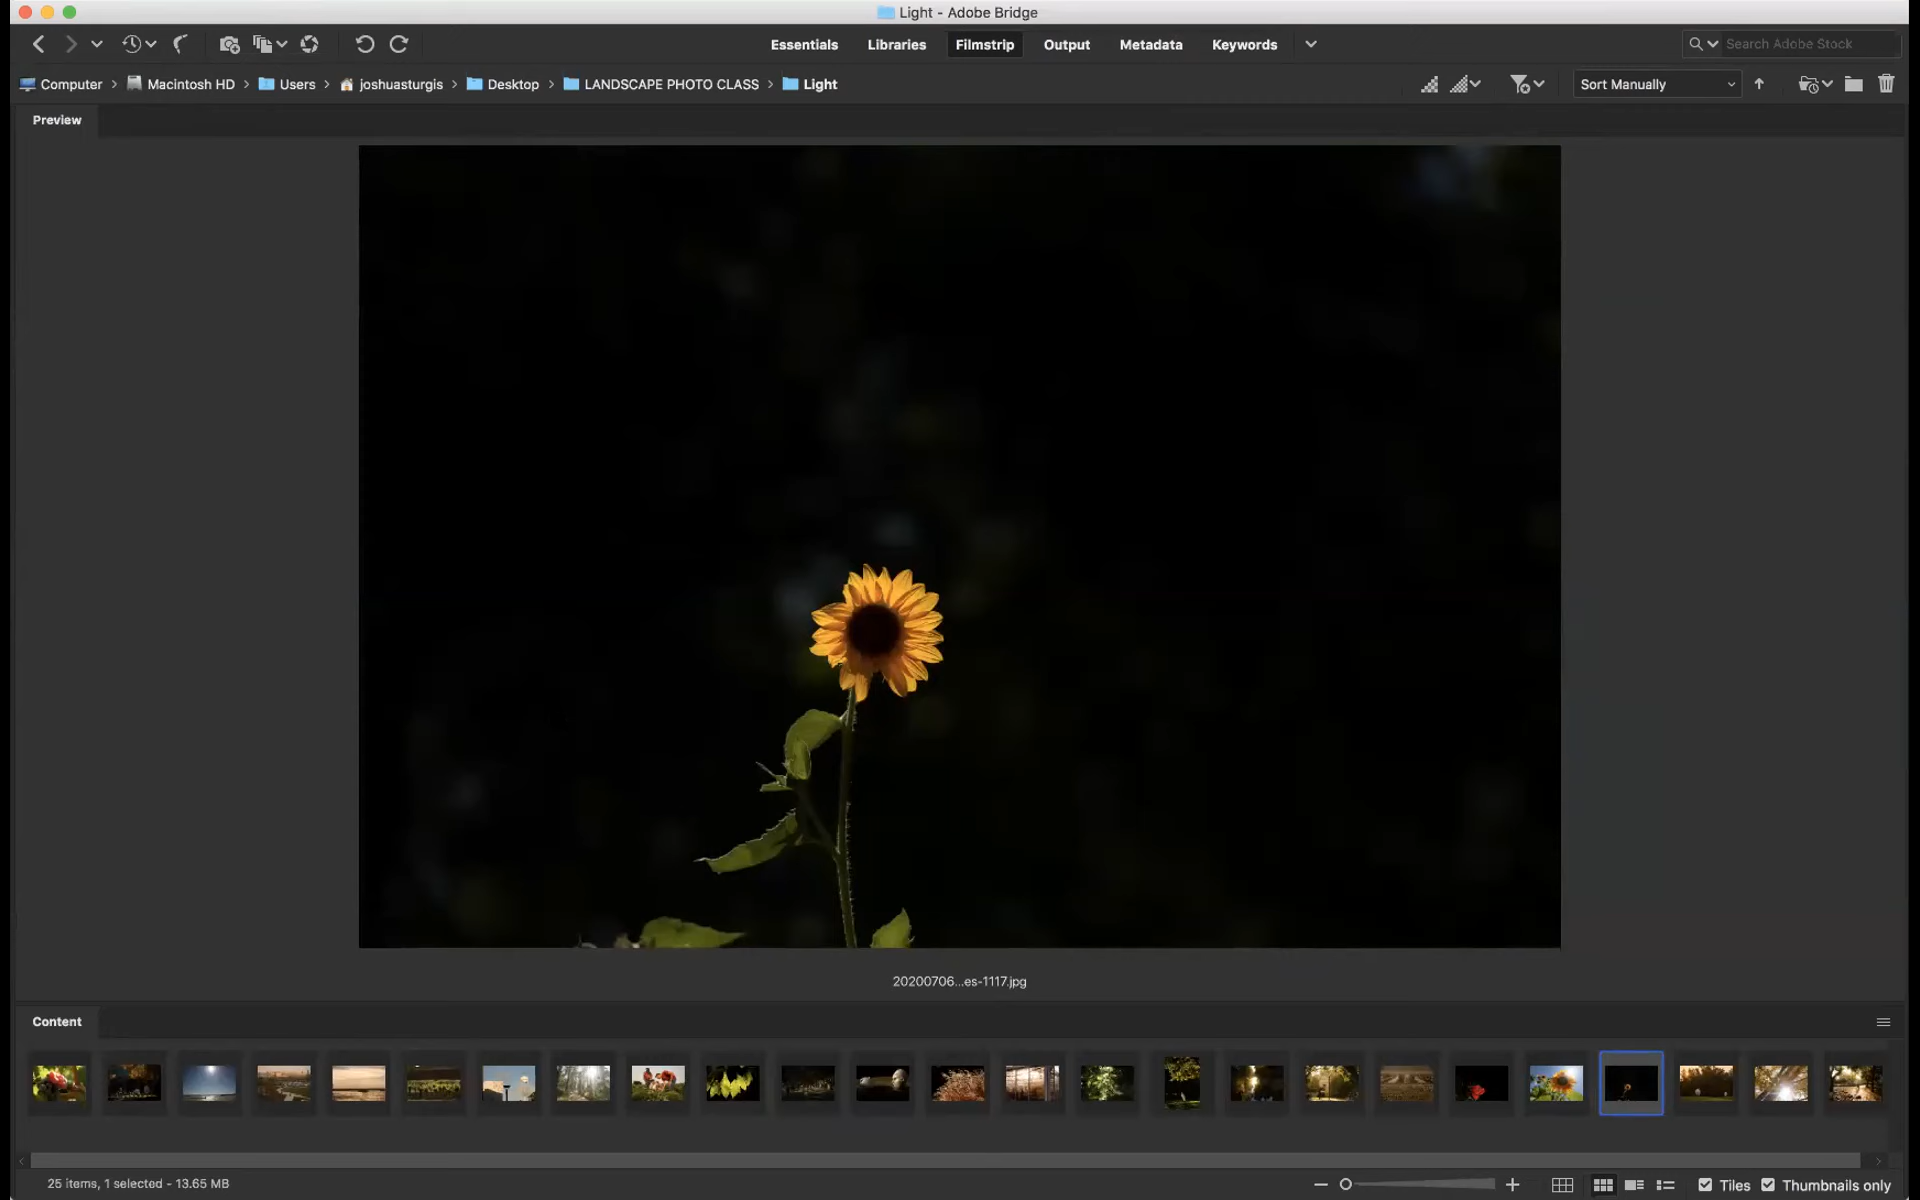 Light - Adobe Bridge
Essentials Libraries Filmstrip Output Metadata Keywords Search Adobe Stock
Computer Macintosh HD Users joshuasturgis Desktop LANDSCAPE PHOTO CLASS Light Sort Manually
Preview
20200706...es-1117.jpg
Content
25 items, 1 selected - 13.65 MB Tiles Thumbnails only